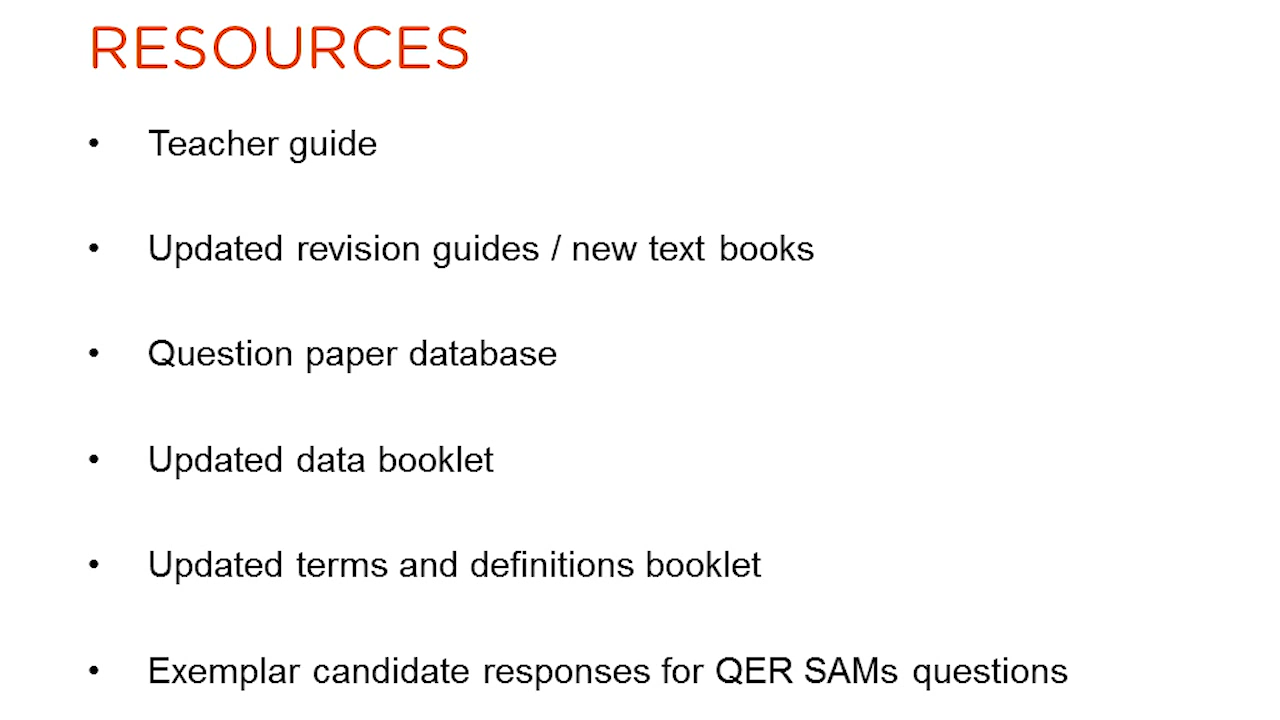 RESOURCES
• Teacher guide
• Updated revision guides / new text books
• Question paper database
• Updated data booklet
• Updated terms and definitions booklet
• Exemplar candidate responses for QER SAMs questions